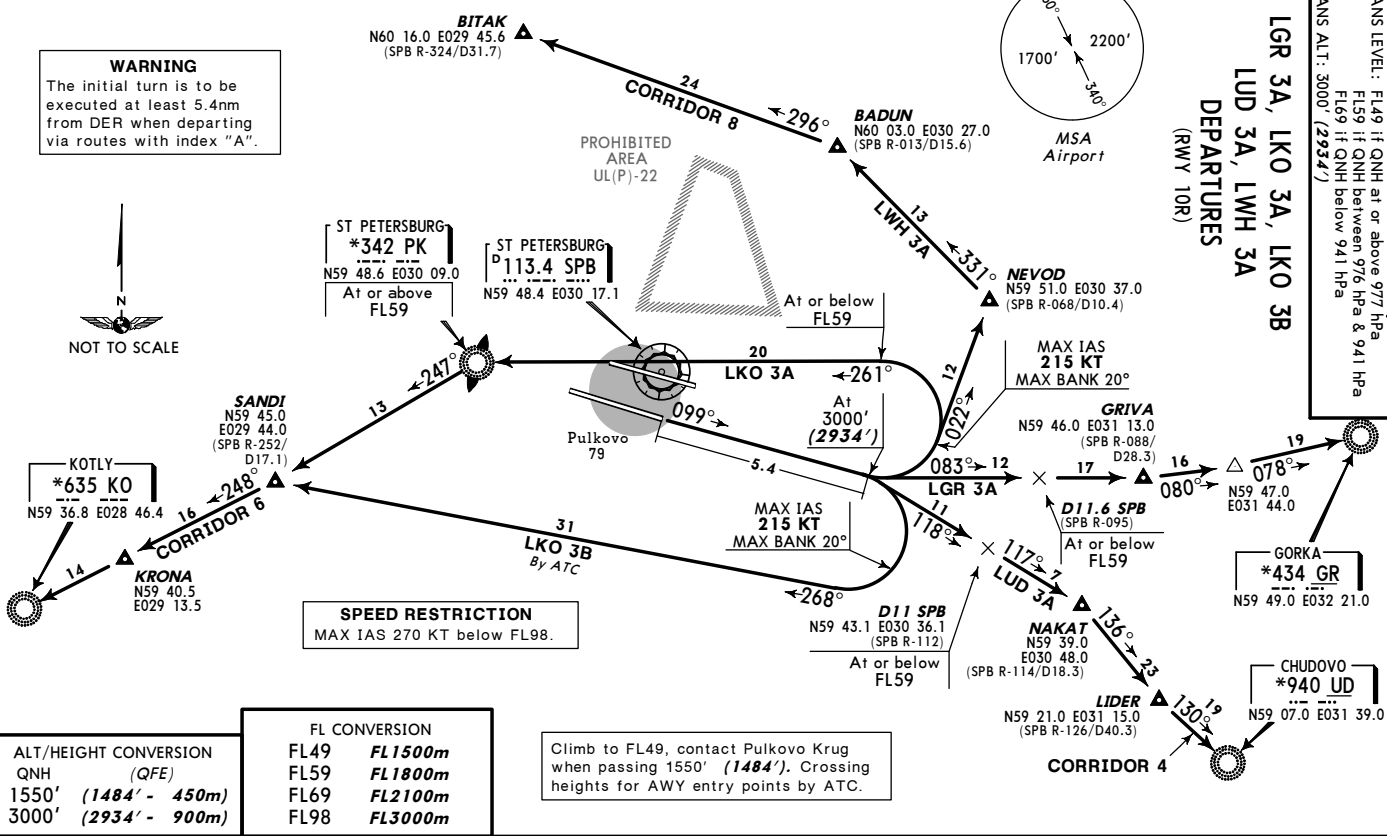 BITAK
N60 16.0 E029 45.6
(SPB R-324/D31.7)
WARNING
The initial turn is to be
executed at least 5.4nm
from DER when departing
via routes with index "A".
24
CORRIDOR 8
296°
BADUN
N60 03.0 E030 27.0
(SPB R-013/D15.6)
PROHIBITED
AREA
UL(P)-22
2200'
1700'
340°
MSA
Airport
ANS LEVEL: FL49 if QNH at or above 977 hPa
FL59 if QNH between 976 hPa & 941 hPa
FL69 if QNH below 941 hPa
ANS ALT: 3000' (2934')
LGR 3A, LKO 3A, LKO 3B
LUD 3A, LWH 3A
DEPARTURES
(RWY 10R)
13
LWH 3A
331°
NEVOD
N59 51.0 E030 37.0
(SPB R-068/D10.4)
N
NOT TO SCALE
ST PETERSBURG
*342 PK
N59 48.6 E030 09.0
At or above
FL59
ST PETERSBURG
D 113.4 SPB
N59 48.4 E030 17.1
At or below
FL59
20
LKO 3A
261°
12
022°
MAX IAS
215 KT
MAX BANK 20°
247°
13
SANDI
N59 45.0
E029 44.0
(SPB R-252/
D17.1)
099°
Pulkovo
79
5.4
At
3000'
(2934')
083°
12
LGR 3A
GRIVA
N59 46.0 E031 13.0
(SPB R-088/
D28.3)
17
16
080°
19
078°
N59 47.0
E031 44.0
D11.6 SPB
(SPB R-095)
At or below
FL59
GORKA
*434 GR
N59 49.0 E032 21.0
KOTLY
*635 KO
N59 36.8 E028 46.4
248°
16
CORRIDOR 6
14
KRONA
N59 40.5
E029 13.5
31
LKO 3B
By ATC
MAX IAS
215 KT
MAX BANK 20°
268°
11
118°
117°
7
LUD 3A
D11 SPB
N59 43.1 E030 36.1
(SPB R-112)
At or below
FL59
NAKAT
N59 39.0
E030 48.0
(SPB R-114/D18.3)
136°
23
LIDER
N59 21.0 E031 15.0
(SPB R-126/D40.3)
19
130°
CORRIDOR 4
CHUDOVO
*940 UD
N59 07.0 E031 39.0
SPEED RESTRICTION
MAX IAS 270 KT below FL98.
ALT/HEIGHT CONVERSION
QNH (QFE)
1550' (1484' - 450m)
3000' (2934' - 900m)
FL CONVERSION
FL49 FL1500m
FL59 FL1800m
FL69 FL2100m
FL98 FL3000m
Climb to FL49, contact Pulkovo Krug
when passing 1550' (1484'). Crossing
heights for AWY entry points by ATC.